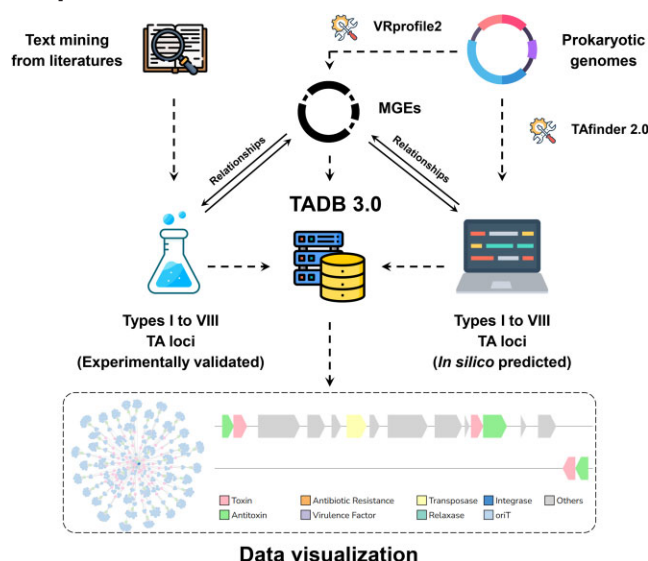 Text mining
from literatures
VRprofile2
Prokaryotic
genomes
MGEs
TAfinder 2.0
Relationships
Relationships
TADB 3.0
Types I to VIII
TA loci
(Experimentally validated)
Types I to VIII
TA loci
(In silico predicted)
Toxin
Antibiotic Resistance
Transposase
Integrase
Others
Antitoxin
Virulence Factor
Relaxase
oriT
Data visualization